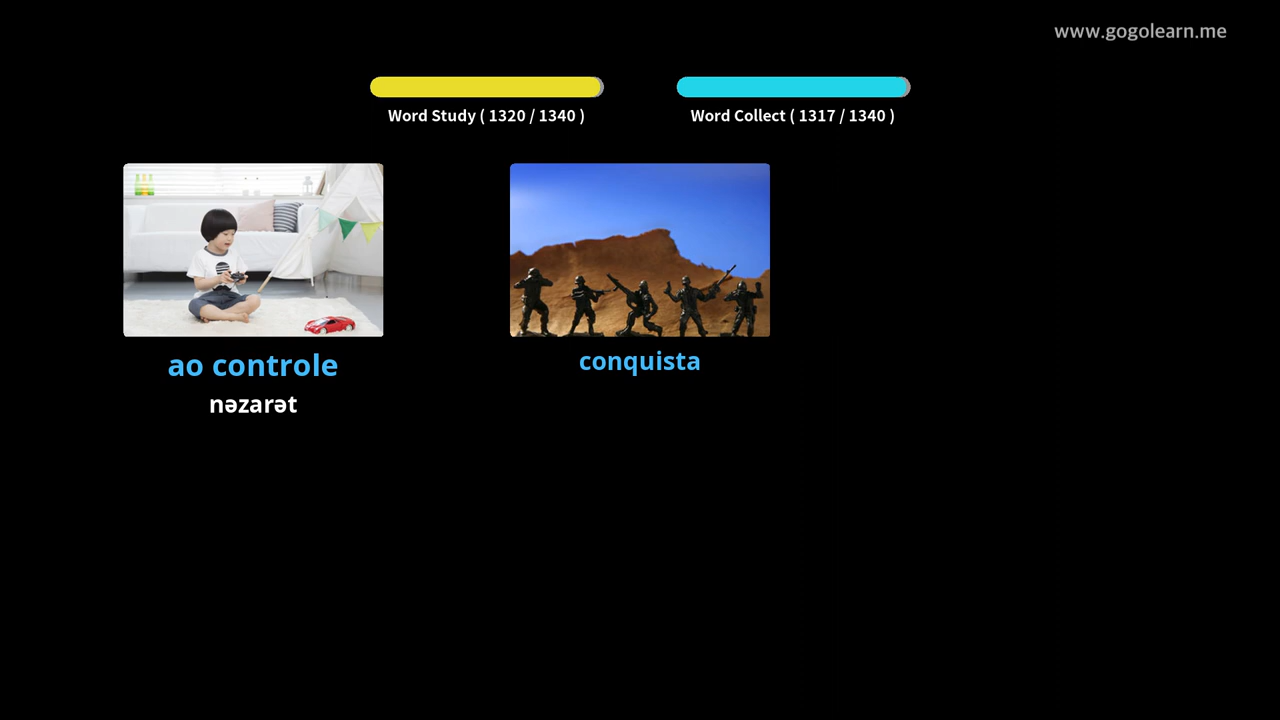 www.gogolearn.me
Word Study ( 1320 / 1340 )
Word Collect ( 1317 / 1340 )
ao controle
nəzarət
conquista